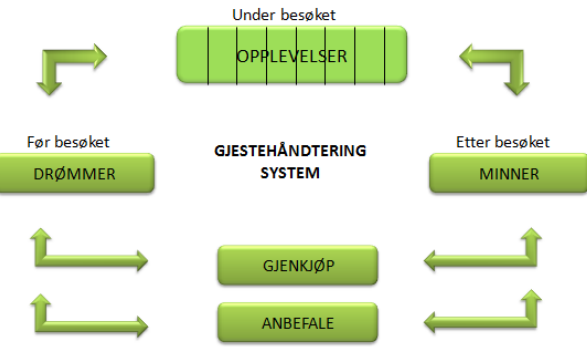 Under besøket
OPPLEVELSER
Før besøket
DRØMMER
GJESTEHÅNDTERING
SYSTEM
Etter besøket
MINNER
GJENKJØP
ANBEFALE